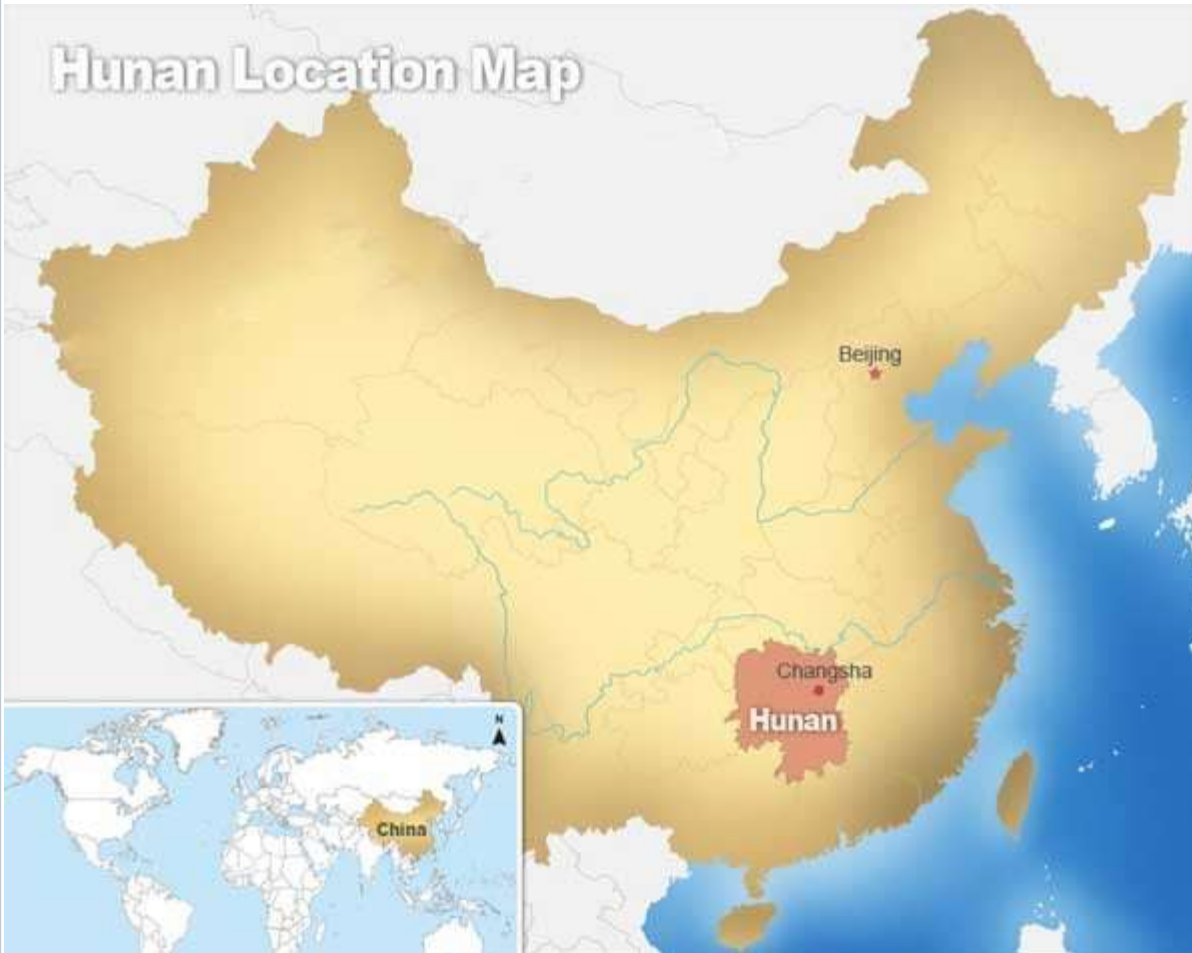 Hunan Location Map
Beijing
Changsha
Hunan
N
China